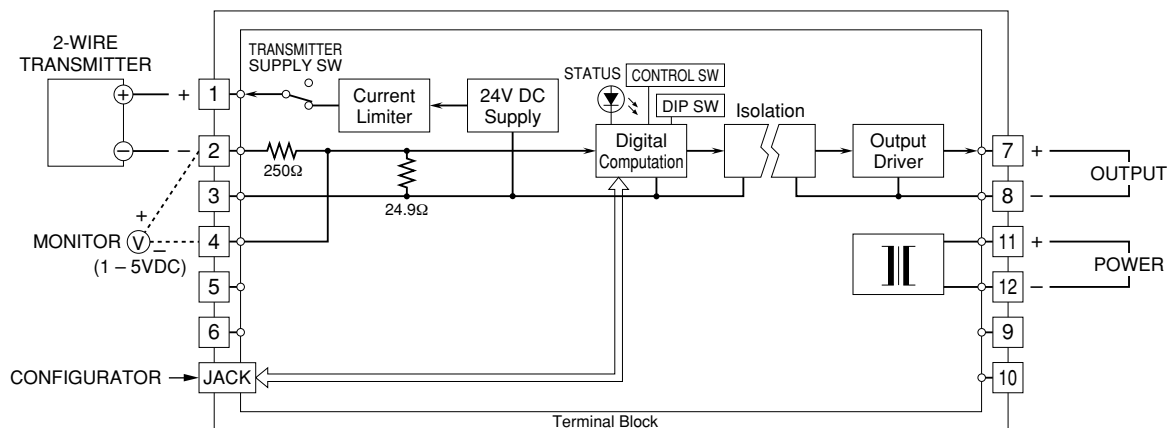 2-WIRE
TRANSMITTER
+
−
+
−
1
2
3
4
5
6
JACK
TRANSMITTER
SUPPLY SW
Current
Limiter
24V DC
Supply
STATUS
CONTROL SW
DIP SW
Digital
Computation
Isolation
Output
Driver
250Ω
24.9Ω
+
MONITOR
V
−
(1 – 5VDC)
CONFIGURATOR
7
+
OUTPUT
8
−
11
+
POWER
12
−
9
10
Terminal Block